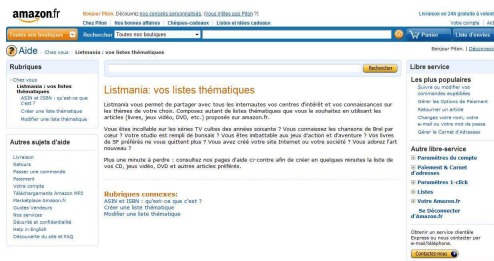 amazon.fr
Bonjour Piton. Découvrez nos conseils personnalisés. (Vous n'êtes pas Piton ?)
Livraison en 24h gratuite à volonté
Chez Piton | Nos bonnes affaires | Chèques-cadeaux | Listes et idées cadeaux
Votre compte | Aide
Toutes nos boutiques
Rechercher
Toutes nos boutiques
Panier
Liste d'envies
Aide
Chez vous > Listmania : vos listes thématiques
Bonjour Piton. | Déconnexion
Rubriques
Chez vous
Listmania : vos listes thématiques
ASIN et ISBN : qu'est-ce que c'est ?
Créer une liste thématique
Modifier une liste thématique
Autres sujets d'aide
Livraison
Retours
Passer une commande
Paiement
Votre compte
Téléchargements Amazon MP3
Marketplace Amazon.fr
Guides Vendeurs
Nos services
Sécurité et confidentialité
Help in English
Découverte du site et FAQ
Rechercher
Listmania: vos listes thématiques
Listmania vous permet de partager avec tous les internautes vos centres d'intérêt et vos connaissances sur
les thèmes de votre choix. Composez autant de listes thématiques que vous le souhaitez en utilisant les
articles (livres, jeux vidéo, DVD, etc.) proposés sur amazon.fr.
Vous êtes incollable sur les séries TV cultes des années soixante ? Vous connaissez les chansons de Brel par
cœur ? Votre studio est rempli de bonsaïs ? Vous êtes imbattable aux jeux d'action et d'aventure ? Vos livres
de SF préférés ne vous quittent plus ? Vous avez créé votre site Internet ou votre société ? Vous adorez l'art
nouveau ?
Plus une minute à perdre : consultez nos pages d'aide ci-contre afin de créer en quelques minutes la liste de
vos CD, jeux vidéo, DVD et autres articles préférés.
Rubriques connexes:
ASIN et ISBN : qu'est-ce que c'est ?
Créer une liste thématique
Modifier une liste thématique
Libre service
Les plus populaires
Suivre ou modifier vos commandes expédiées
Gérer les Options de Paiement
Retourner un article
Changez votre nom, votre e-mail ou votre mot de passe
Gérer le Carnet d'Adresses
Autre libre-service
Paramètres du compte
Paiement & Carnet d'adresses
Paramètres 1-click
Listes
Votre Amazon.fr
Se Déconnecter d'Amazon.fr
Obtenir un service clientèle
Express ou nous contacter par
e-mail/téléphone.
Contactez-nous